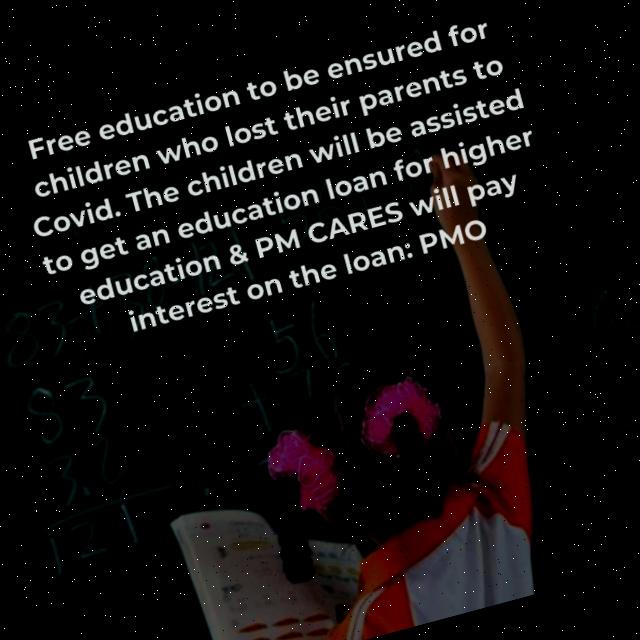 Free education to be ensured for
children who lost their parents to
Covid. The children will be assisted
to get an education loan for higher
education & PM CARES will pay
interest on the loan: PMO